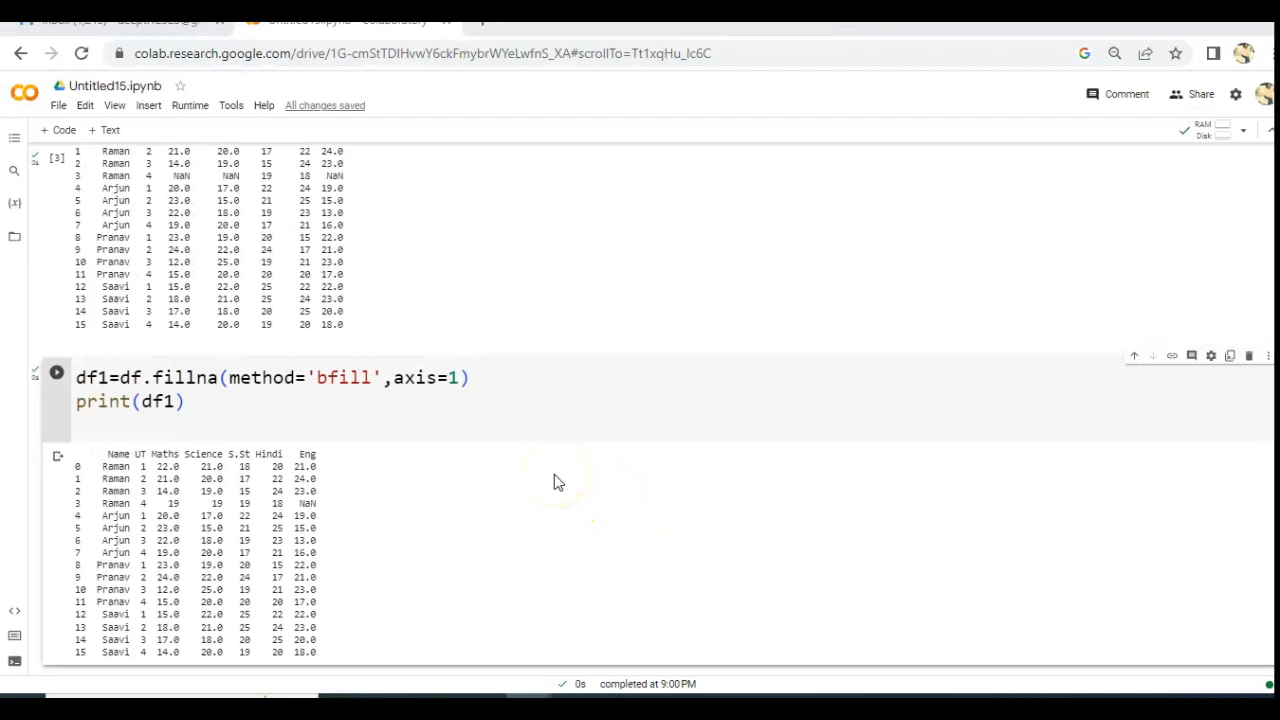 colab.research.google.com/drive/1G-cmStTDIHvwY6ckFmybrWYeLwfnS_XA#scrollTo=Tt1xqHu_Ic6C
Untitled15.ipynb
File Edit View Insert Runtime Tools Help All changes saved
Comment Share
+ Code + Text
RAM
Disk
[3]
1 Raman 2 21.0 20.0 17 22 24.0
2 Raman 3 14.0 19.0 15 24 23.0
3 Raman 4 NaN NaN 19 18 NaN
4 Arjun 1 20.0 17.0 22 24 19.0
5 Arjun 2 23.0 15.0 21 25 15.0
6 Arjun 3 22.0 18.0 19 23 13.0
7 Arjun 4 19.0 20.0 17 21 16.0
8 Pranav 1 23.0 19.0 20 15 22.0
9 Pranav 2 24.0 22.0 24 17 21.0
10 Pranav 3 12.0 25.0 19 21 23.0
11 Pranav 4 15.0 20.0 20 20 17.0
12 Saavi 1 15.0 22.0 25 22 22.0
13 Saavi 2 18.0 21.0 25 24 23.0
14 Saavi 3 17.0 18.0 20 25 20.0
15 Saavi 4 14.0 20.0 19 20 18.0
0s
df1=df.fillna(method='bfill',axis=1)
print(df1)
Name UT Maths Science S.St Hindi Eng
0 Raman 1 22.0 21.0 18 20 21.0
1 Raman 2 21.0 20.0 17 22 24.0
2 Raman 3 14.0 19.0 15 24 23.0
3 Raman 4 19 19 19 18 NaN
4 Arjun 1 20.0 17.0 22 24 19.0
5 Arjun 2 23.0 15.0 21 25 15.0
6 Arjun 3 22.0 18.0 19 23 13.0
7 Arjun 4 19.0 20.0 17 21 16.0
8 Pranav 1 23.0 19.0 20 15 22.0
9 Pranav 2 24.0 22.0 24 17 21.0
10 Pranav 3 12.0 25.0 19 21 23.0
11 Pranav 4 15.0 20.0 20 20 17.0
12 Saavi 1 15.0 22.0 25 22 22.0
13 Saavi 2 18.0 21.0 25 24 23.0
14 Saavi 3 17.0 18.0 20 25 20.0
15 Saavi 4 14.0 20.0 19 20 18.0
0s completed at 9:00 PM